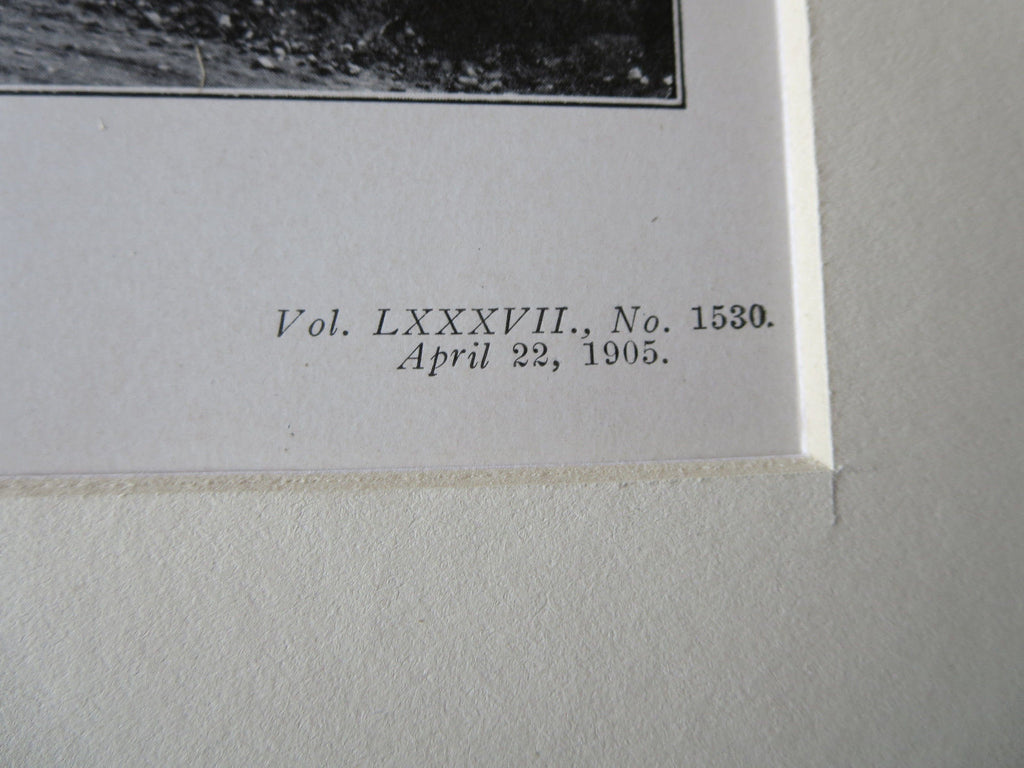 Vol. LXXXVII., No. 1530.
April 22, 1905.